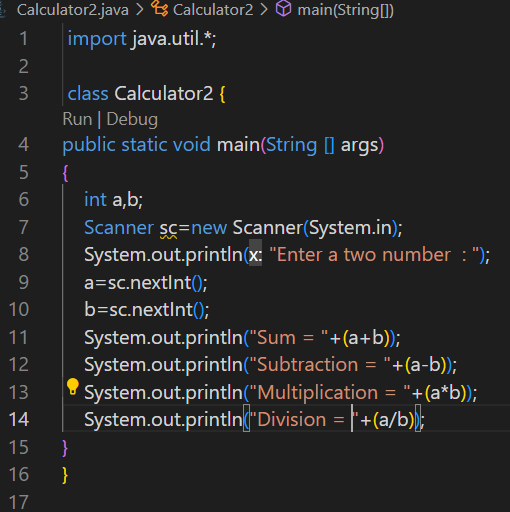 Calculator2.java > Calculator2 > main(String[])
1 import java.util.*;
2
3 class Calculator2 {
Run | Debug
4 public static void main(String [] args)
5 {
6 int a,b;
7 Scanner sc=new Scanner(System.in);
8 System.out.println(x: "Enter a two number : ");
9 a=sc.nextInt();
10 b=sc.nextInt();
11 System.out.println("Sum = "+(a+b));
12 System.out.println("Subtraction = "+(a-b));
13 System.out.println("Multiplication = "+(a*b));
14 System.out.println("Division = "+(a/b));
15 }
16 }
17